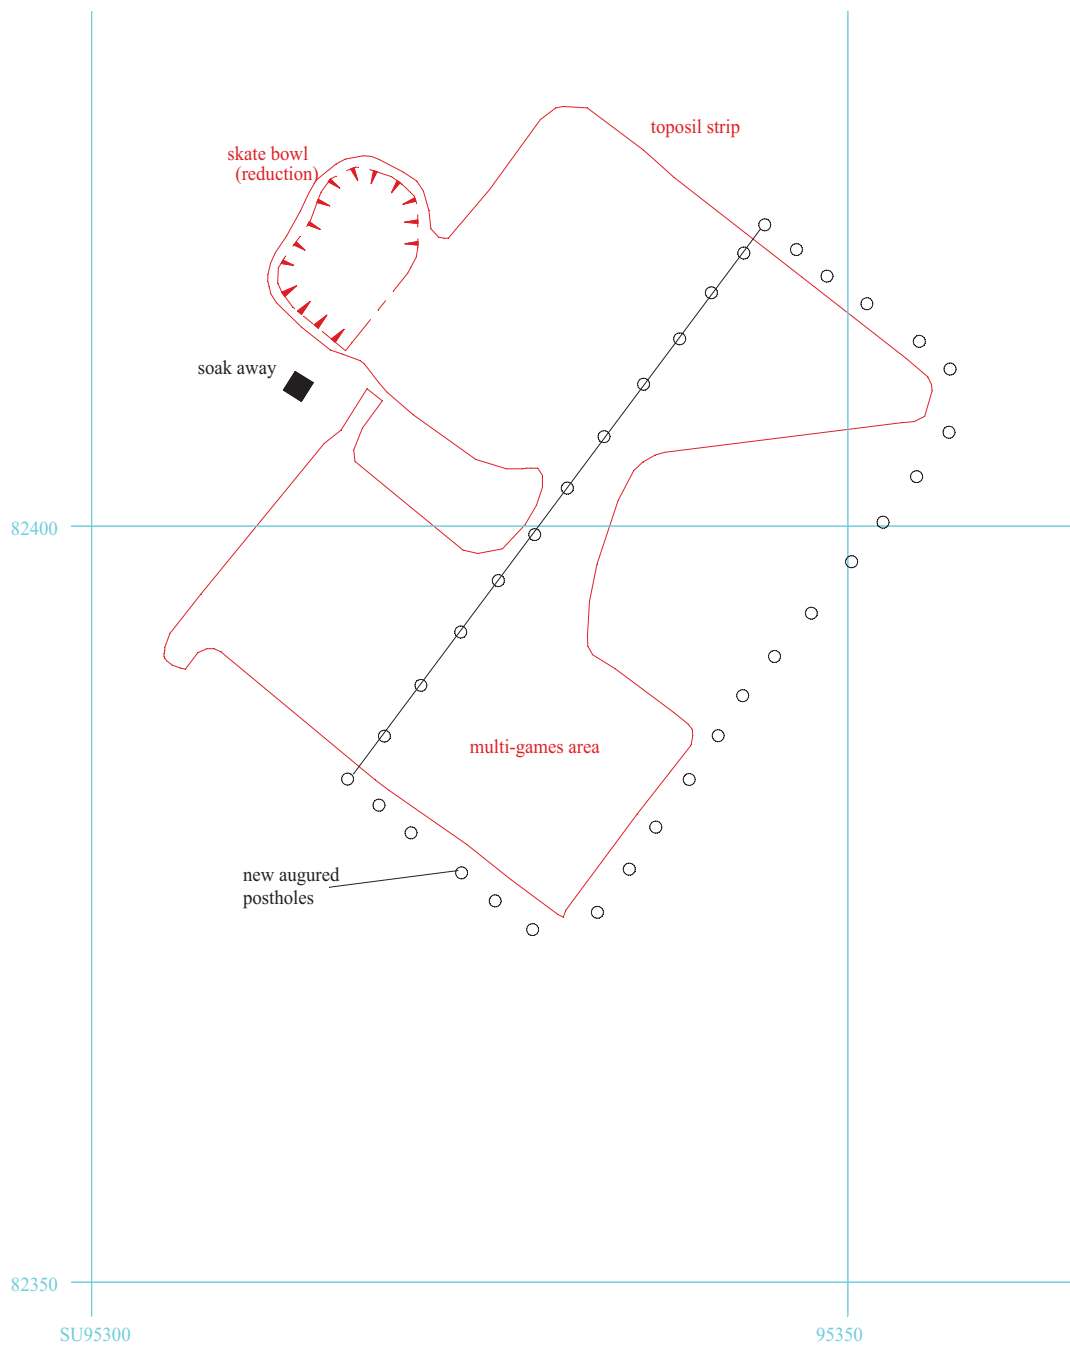 toposil strip
skate bowl
(reduction)
soak away
82400
multi-games area
new augured
postholes
82350
SU95300
95350